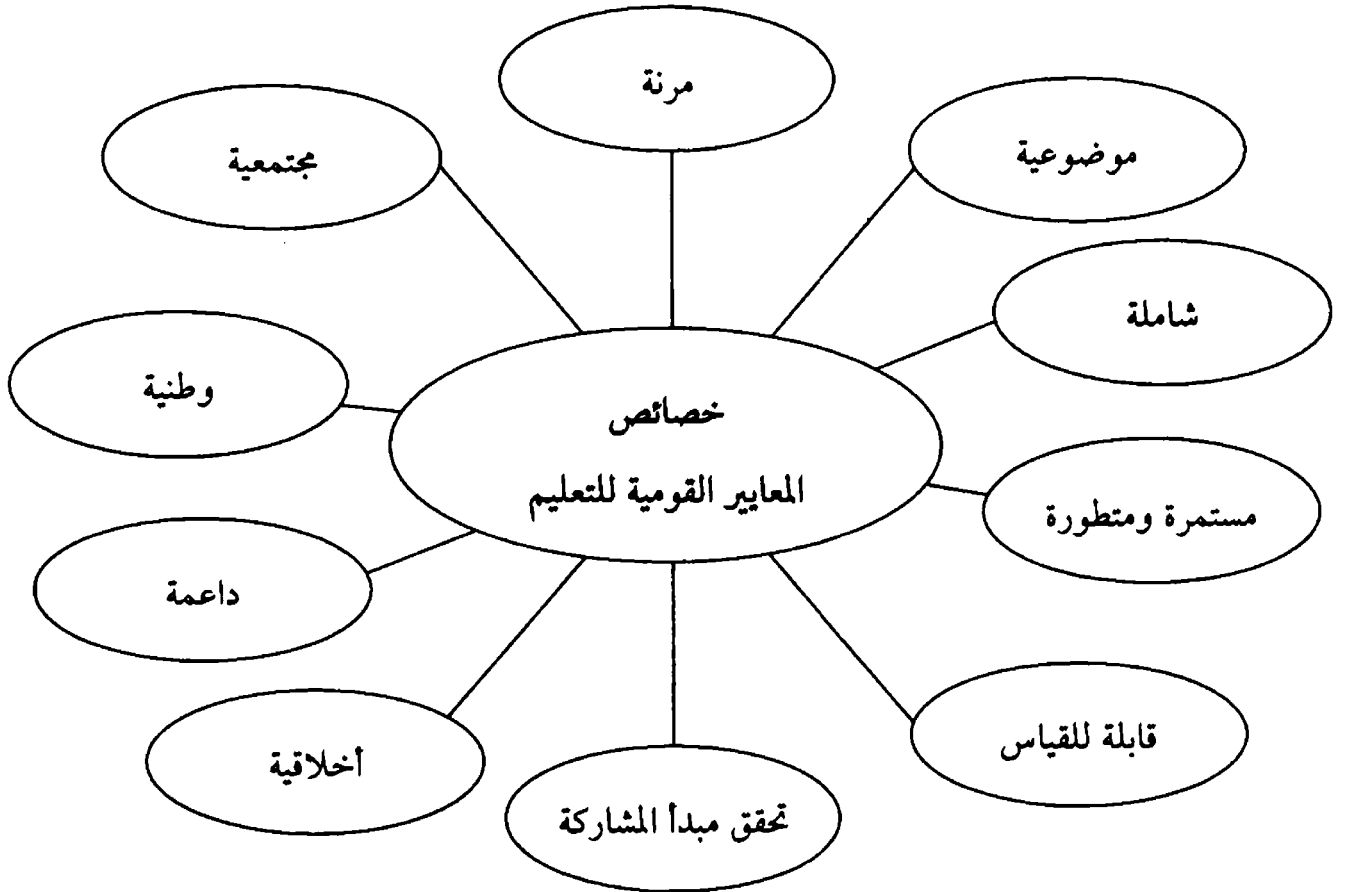 مرنة
موضوعية
مجتمعية
شاملة
وطنية
خصائص
المعايير القومية للتعليم
مستمرة ومتطورة
داعمة
قابلة للقياس
أخلاقية
تحقق مبدأ المشاركة